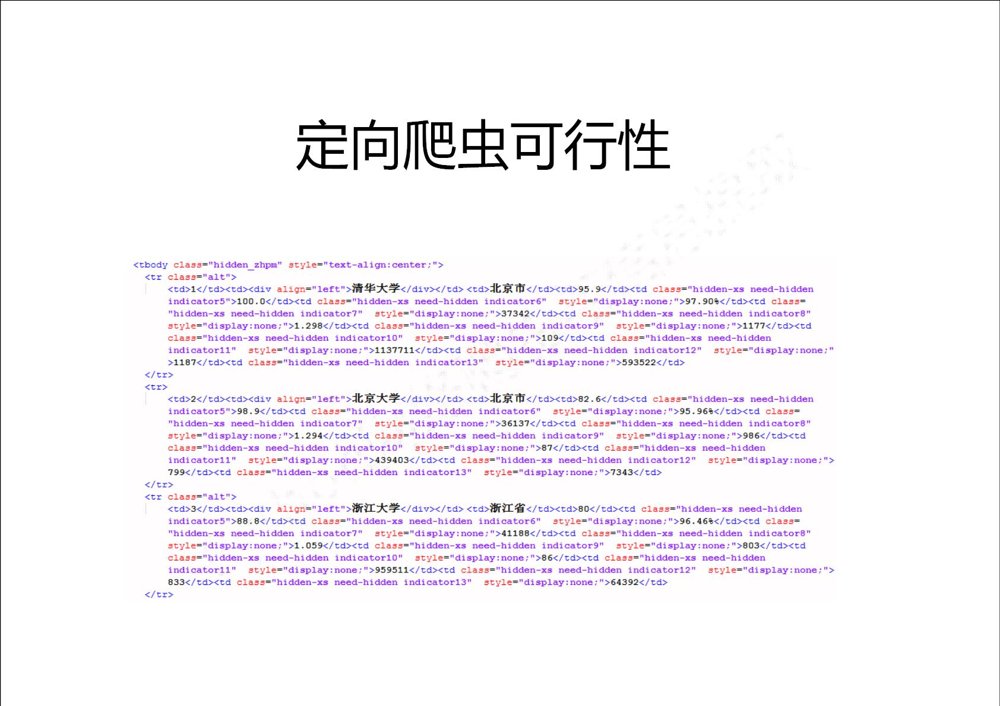 定向爬虫可行性
<tbody class="hidden_zhpm" style="text-align:center;">
<tr class="alt">
<td>1</td><td><div align="left">清华大学</div></td><td>北京市</td><td>95.9</td><td class="hidden-xs need-hidden
indicator5">100.0</td><td class="hidden-xs need-hidden indicator6"  style="display:none;">97.90%</td><td class=
"hidden-xs need-hidden indicator7"  style="display:none;">37342</td><td class="hidden-xs need-hidden indicator8"
style="display:none;">1.298</td><td class="hidden-xs need-hidden indicator9"  style="display:none;">1177</td><td
class="hidden-xs need-hidden indicator10"  style="display:none;">109</td><td class="hidden-xs need-hidden
indicator11"  style="display:none;">1137711</td><td class="hidden-xs need-hidden indicator12"  style="display:none;"
>1187</td><td class="hidden-xs need-hidden indicator13"  style="display:none;">593522</td>
</tr>
<tr>
<td>2</td><td><div align="left">北京大学</div></td><td>北京市</td><td>82.6</td><td class="hidden-xs need-hidden
indicator5">98.9</td><td class="hidden-xs need-hidden indicator6"  style="display:none;">95.96%</td><td class=
"hidden-xs need-hidden indicator7"  style="display:none;">36137</td><td class="hidden-xs need-hidden indicator8"
style="display:none;">1.294</td><td class="hidden-xs need-hidden indicator9"  style="display:none;">986</td><td
class="hidden-xs need-hidden indicator10"  style="display:none;">87</td><td class="hidden-xs need-hidden
indicator11"  style="display:none;">439403</td><td class="hidden-xs need-hidden indicator12"  style="display:none;">
799</td><td class="hidden-xs need-hidden indicator13"  style="display:none;">7343</td>
</tr>
<tr class="alt">
<td>3</td><td><div align="left">浙江大学</div></td><td>浙江省</td><td>80</td><td class="hidden-xs need-hidden
indicator5">88.8</td><td class="hidden-xs need-hidden indicator6"  style="display:none;">96.46%</td><td class=
"hidden-xs need-hidden indicator7"  style="display:none;">41188</td><td class="hidden-xs need-hidden indicator8"
style="display:none;">1.059</td><td class="hidden-xs need-hidden indicator9"  style="display:none;">803</td><td
class="hidden-xs need-hidden indicator10"  style="display:none;">86</td><td class="hidden-xs need-hidden
indicator11"  style="display:none;">959511</td><td class="hidden-xs need-hidden indicator12"  style="display:none;">
833</td><td class="hidden-xs need-hidden indicator13"  style="display:none;">64392</td>
</tr>